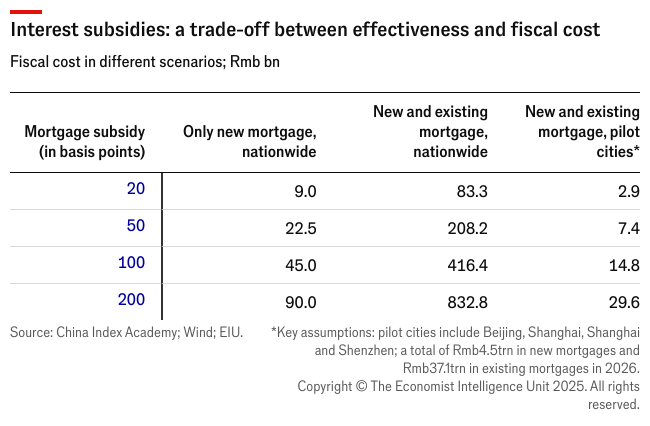 Interest subsidies: a trade-off between effectiveness and fiscal cost
Fiscal cost in different scenarios; Rmb bn
Mortgage subsidy
(in basis points)
Only new mortgage,
nationwide
New and existing
mortgage,
nationwide
New and existing
mortgage, pilot
cities*
20 9.0 83.3 2.9
50 22.5 208.2 7.4
100 45.0 416.4 14.8
200 90.0 832.8 29.6
Source: China Index Academy; Wind; EIU.
*Key assumptions: pilot cities include Beijing, Shanghai, Shanghai
and Shenzhen; a total of Rmb4.5trn in new mortgages and
Rmb37.1trn in existing mortgages in 2026.
Copyright © The Economist Intelligence Unit 2025. All rights
reserved.